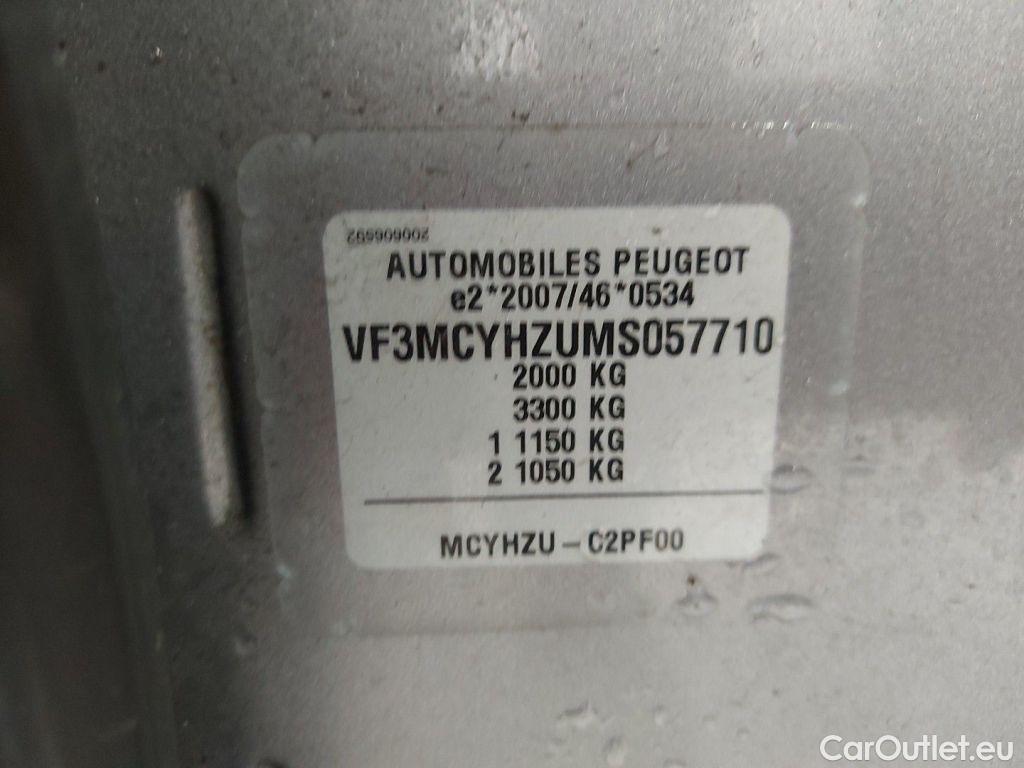 200606592
AUTOMOBILES PEUGEOT
e2*2007/46*0534
VF3MCYHZUMS057710
2000 KG
3300 KG
1 1150 KG
2 1050 KG
MCYHZU - C2PF00
CarOutlet.eu